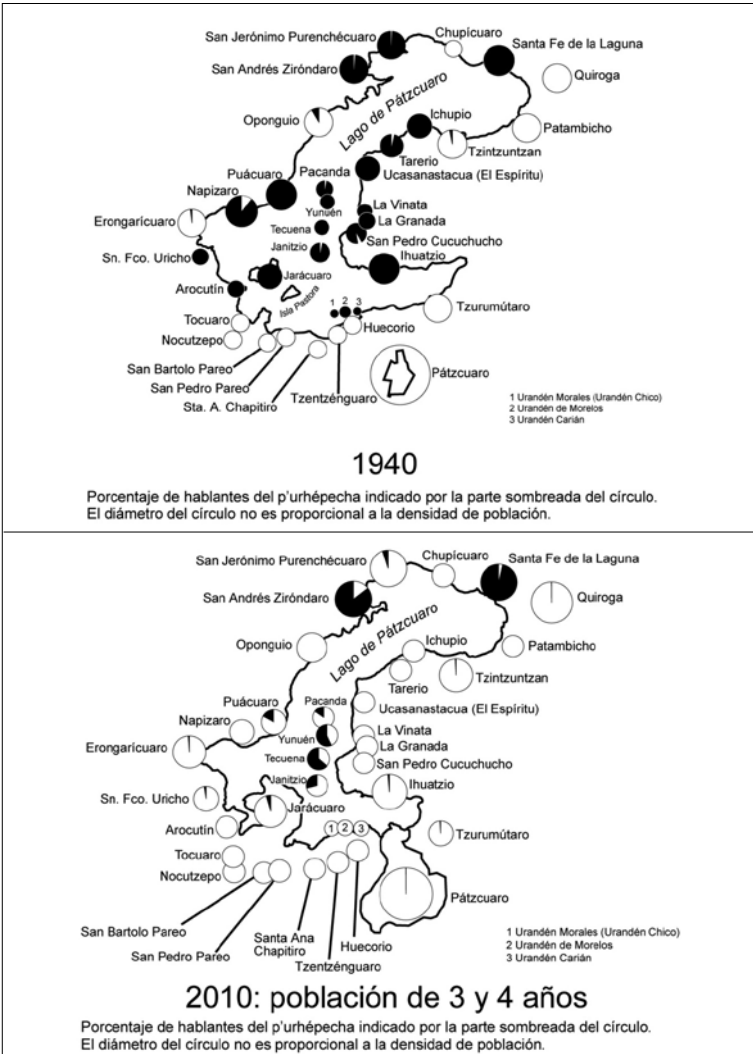 San Jerónimo Purenchécuaro
Chupícuaro
Santa Fe de la Laguna
San Andrés Ziróndaro
Quiroga
Lago de Pátzcuaro
Oponguio
Ichupio
Patambicho
Tzintzuntzan
Tarerio
Puácuaro
Pacanda
Ucasanastacua (El Espíritu)
Napizaro
Yunuén
La Vinata
Erongarícuaro
La Granada
Tecuena
San Pedro Cucuchucho
Sn. Fco. Uricho
Janitzio
Ihuatzio
Jarácuaro
Arocutín
Isla Pastora
1 2 3
Tzurumútaro
Tocuaro
Huecorio
Nocutzepo
San Bartolo Pareo
San Pedro Pareo
Pátzcuaro
Sta. A. Chapitiro
Tzentzénguaro
1 Urandén Morales (Urandén Chico)
2 Urandén de Morelos
3 Urandén Carián
1940
Porcentaje de hablantes del p'urhépecha indicado por la parte sombreada del círculo.
El diámetro del círculo no es proporcional a la densidad de población.
San Jerónimo Purenchécuaro
Chupícuaro
Santa Fe de la Laguna
San Andrés Ziróndaro
Quiroga
Lago de Pátzcuaro
Oponguio
Ichupio
Patambicho
Tzintzuntzan
Tarerio
Puácuaro
Pacanda
Ucasanastacua (El Espíritu)
Napizaro
Yunuén
La Vinata
Erongarícuaro
La Granada
Tecuena
San Pedro Cucuchucho
Janitzio
Ihuatzio
Sn. Fco. Uricho
Jarácuaro
Arocutín
1 2 3
Tzurumútaro
Tocuaro
Nocutzepo
Pátzcuaro
San Bartolo Pareo
San Pedro Pareo
Santa Ana
Chapitiro
Huecorio
Tzentzénguaro
1 Urandén Morales (Urandén Chico)
2 Urandén de Morelos
3 Urandén Carián
2010: población de 3 y 4 años
Porcentaje de hablantes del p'urhépecha indicado por la parte sombreada del círculo.
El diámetro del círculo no es proporcional a la densidad de población.